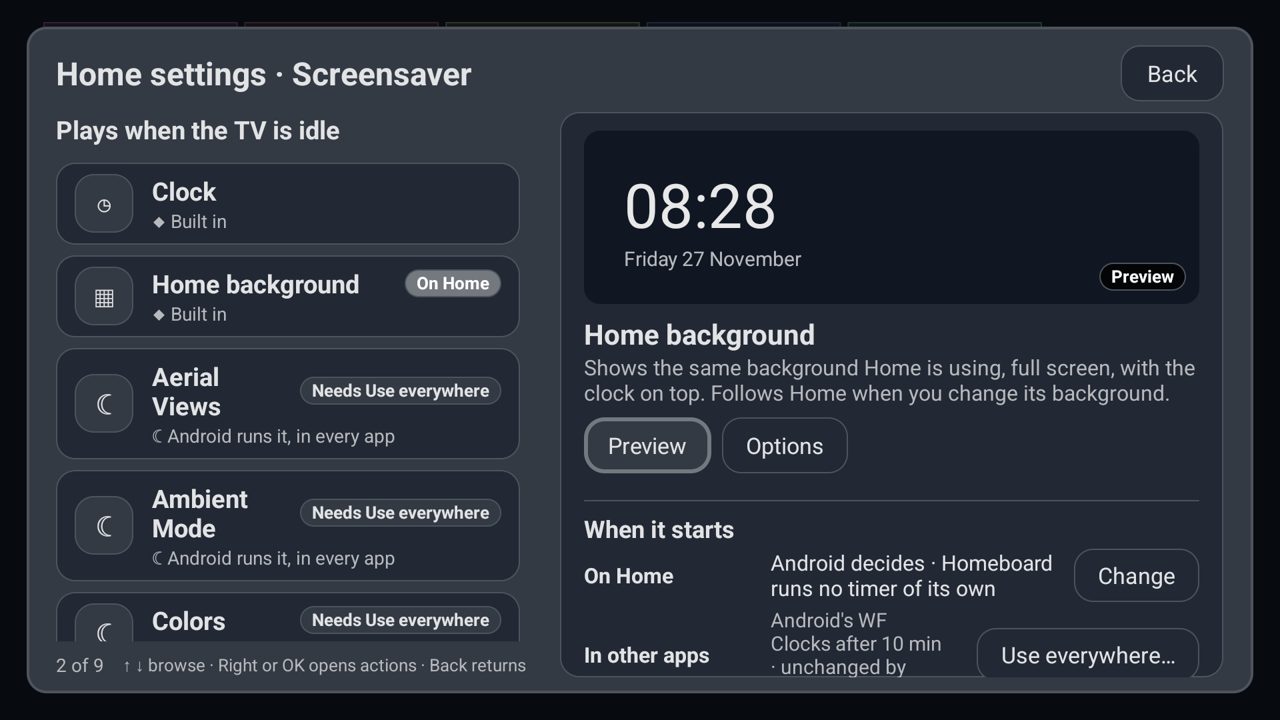 Home settings · Screensaver
Back
Plays when the TV is idle
Clock
◆ Built in
Home background
On Home
◆ Built in
Aerial
Views
Needs Use everywhere
☾ Android runs it, in every app
Ambient
Mode
Needs Use everywhere
☾ Android runs it, in every app
Colors
Needs Use everywhere
2 of 9 ↑ ↓ browse · Right or OK opens actions · Back returns
08:28
Friday 27 November
Preview
Home background
Shows the same background Home is using, full screen, with the
clock on top. Follows Home when you change its background.
Preview
Options
When it starts
On Home
Android decides · Homeboard
runs no timer of its own
Change
In other apps
Android's WF
Clocks after 10 min
· unchanged by
Use everywhere…